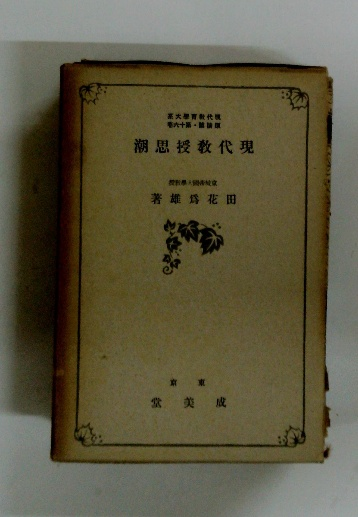 現代教育學大系
原論篇・第十六卷
現代教授思潮
田花爲雄著
東京
成美堂